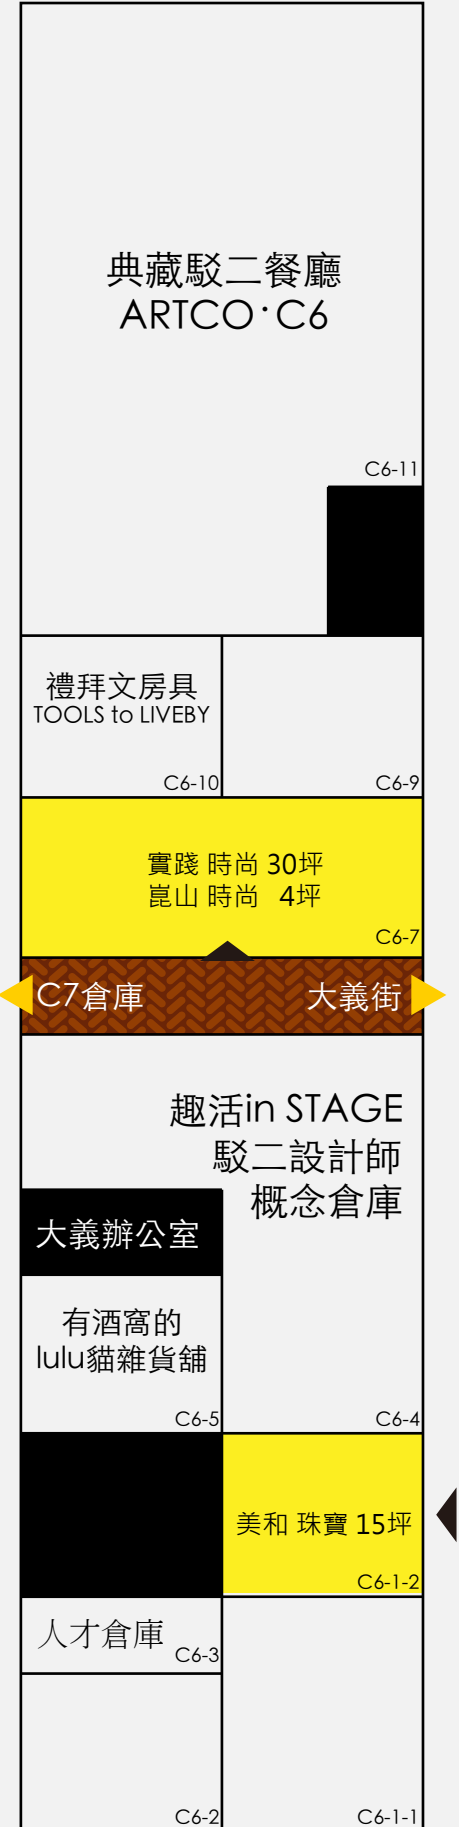 典藏駁二餐廳
ARTCO·C6
C6-11
禮拜文房具
TOOLS to LIVEBY
C6-10
C6-9
實踐 時尚 30坪
崑山 時尚 4坪
C6-7
C7倉庫
大義街
趣活in STAGE
駁二設計師
概念倉庫
大義辦公室
有酒窩的
lulu貓雜貨舖
C6-5
C6-4
美和 珠寶 15坪
C6-1-2
人才倉庫
C6-3
C6-2
C6-1-1